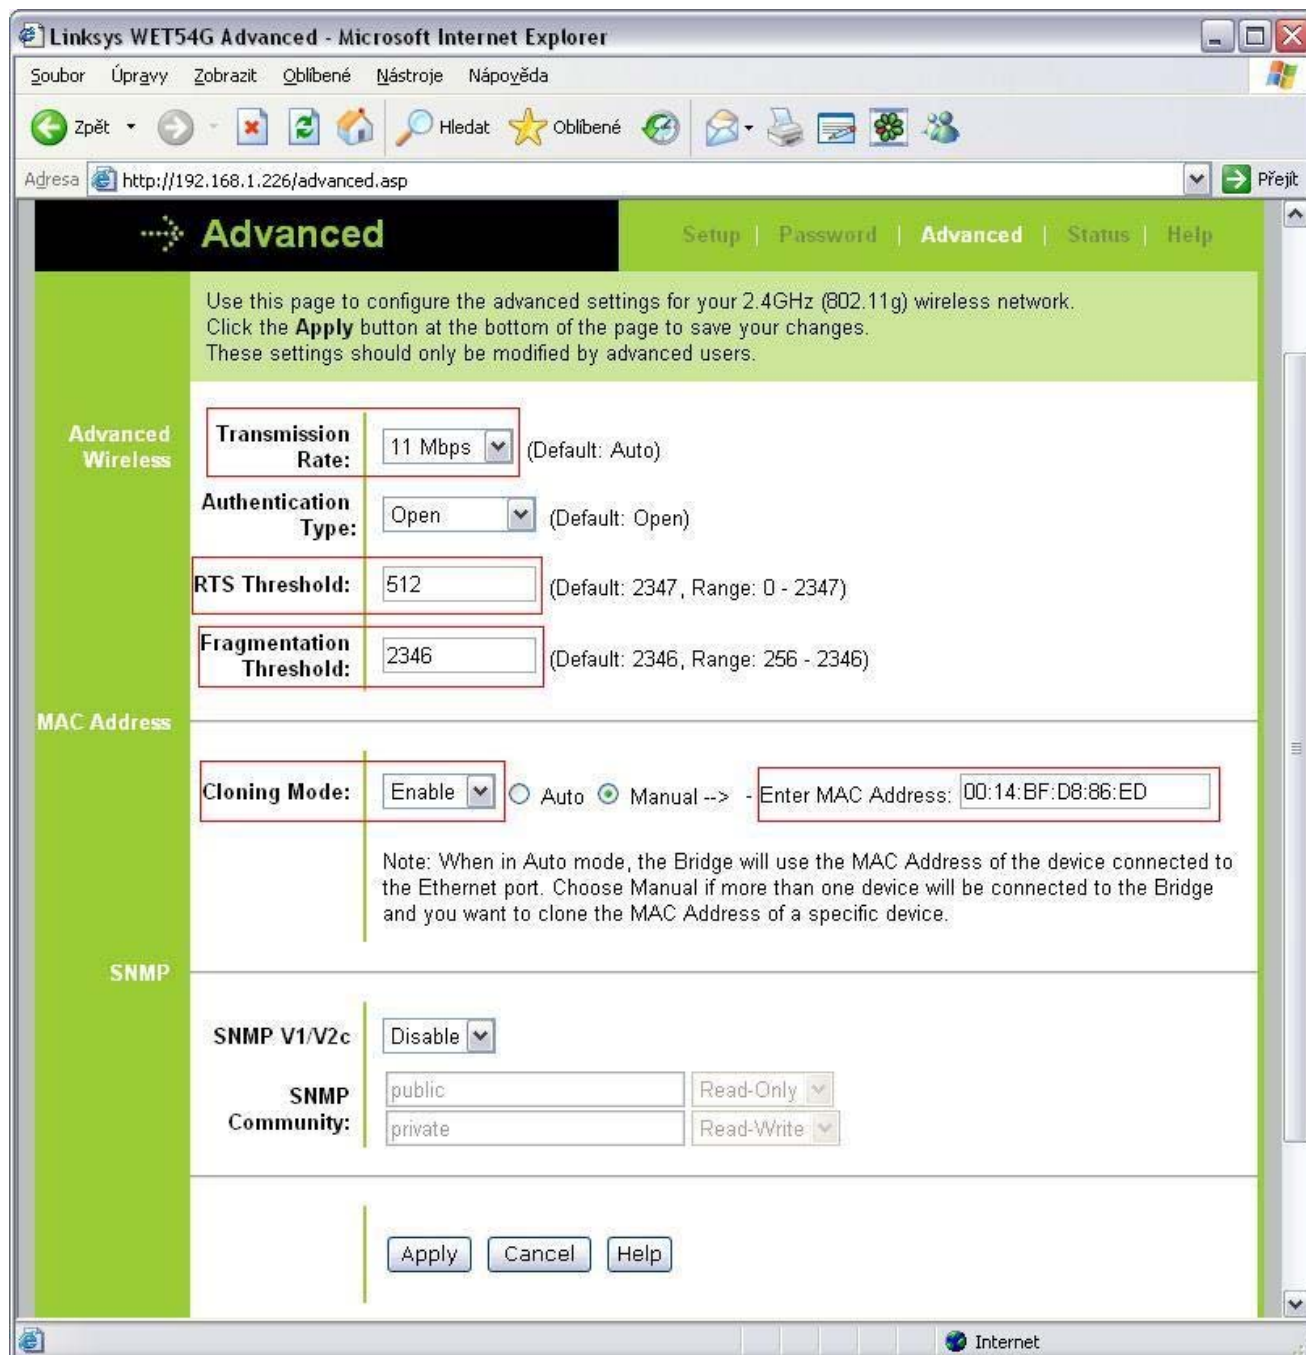 Linksys WET54G Advanced - Microsoft Internet Explorer
Soubor Úpravy Zobrazit Oblíbené Nástroje Nápověda
Zpět Hledat Oblíbené
Adresa http://192.168.1.226/advanced.asp Přejít
Advanced Setup | Password | Advanced | Status | Help
Use this page to configure the advanced settings for your 2.4GHz (802.11g) wireless network.
Click the Apply button at the bottom of the page to save your changes.
These settings should only be modified by advanced users.
Advanced
Wireless
Transmission
Rate: 11 Mbps (Default: Auto)
Authentication
Type: Open (Default: Open)
RTS Threshold: 512 (Default: 2347, Range: 0 - 2347)
Fragmentation
Threshold: 2346 (Default: 2346, Range: 256 - 2346)
MAC Address
Cloning Mode: Enable Auto Manual --> - Enter MAC Address: 00:14:BF:D8:86:ED
Note: When in Auto mode, the Bridge will use the MAC Address of the device connected to
the Ethernet port. Choose Manual if more than one device will be connected to the Bridge
and you want to clone the MAC Address of a specific device.
SNMP
SNMP V1/V2c Disable
SNMP
Community:
public Read-Only
private Read-Write
Apply Cancel Help
Internet